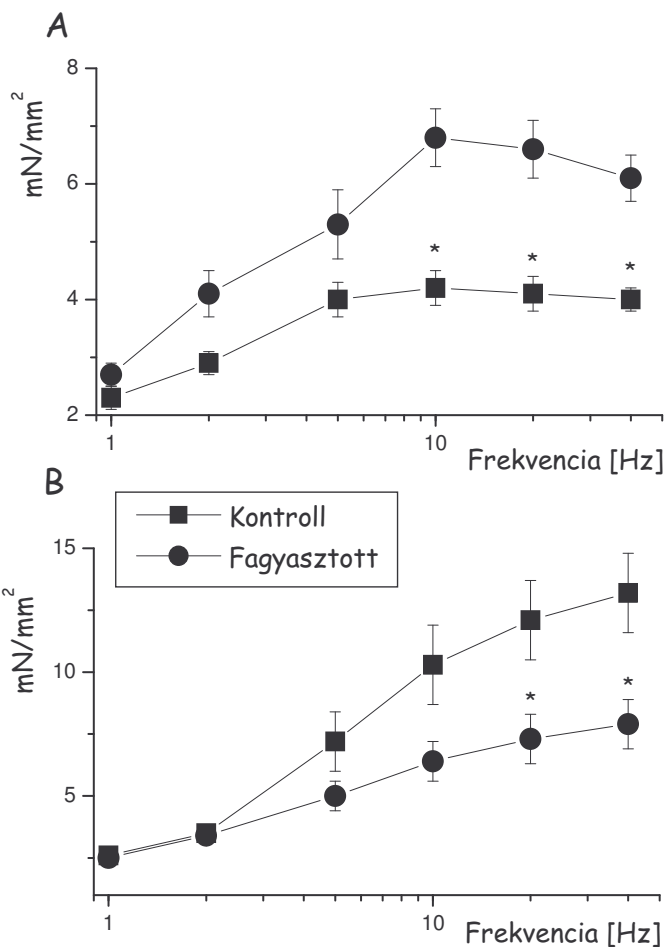 A
8
mN/mm²
6
4
2
*
*
*
1
10
Frekvencia [Hz]
B
Kontroll
Fagyasztott
15
mN/mm²
10
5
*
*
1
10
Frekvencia [Hz]